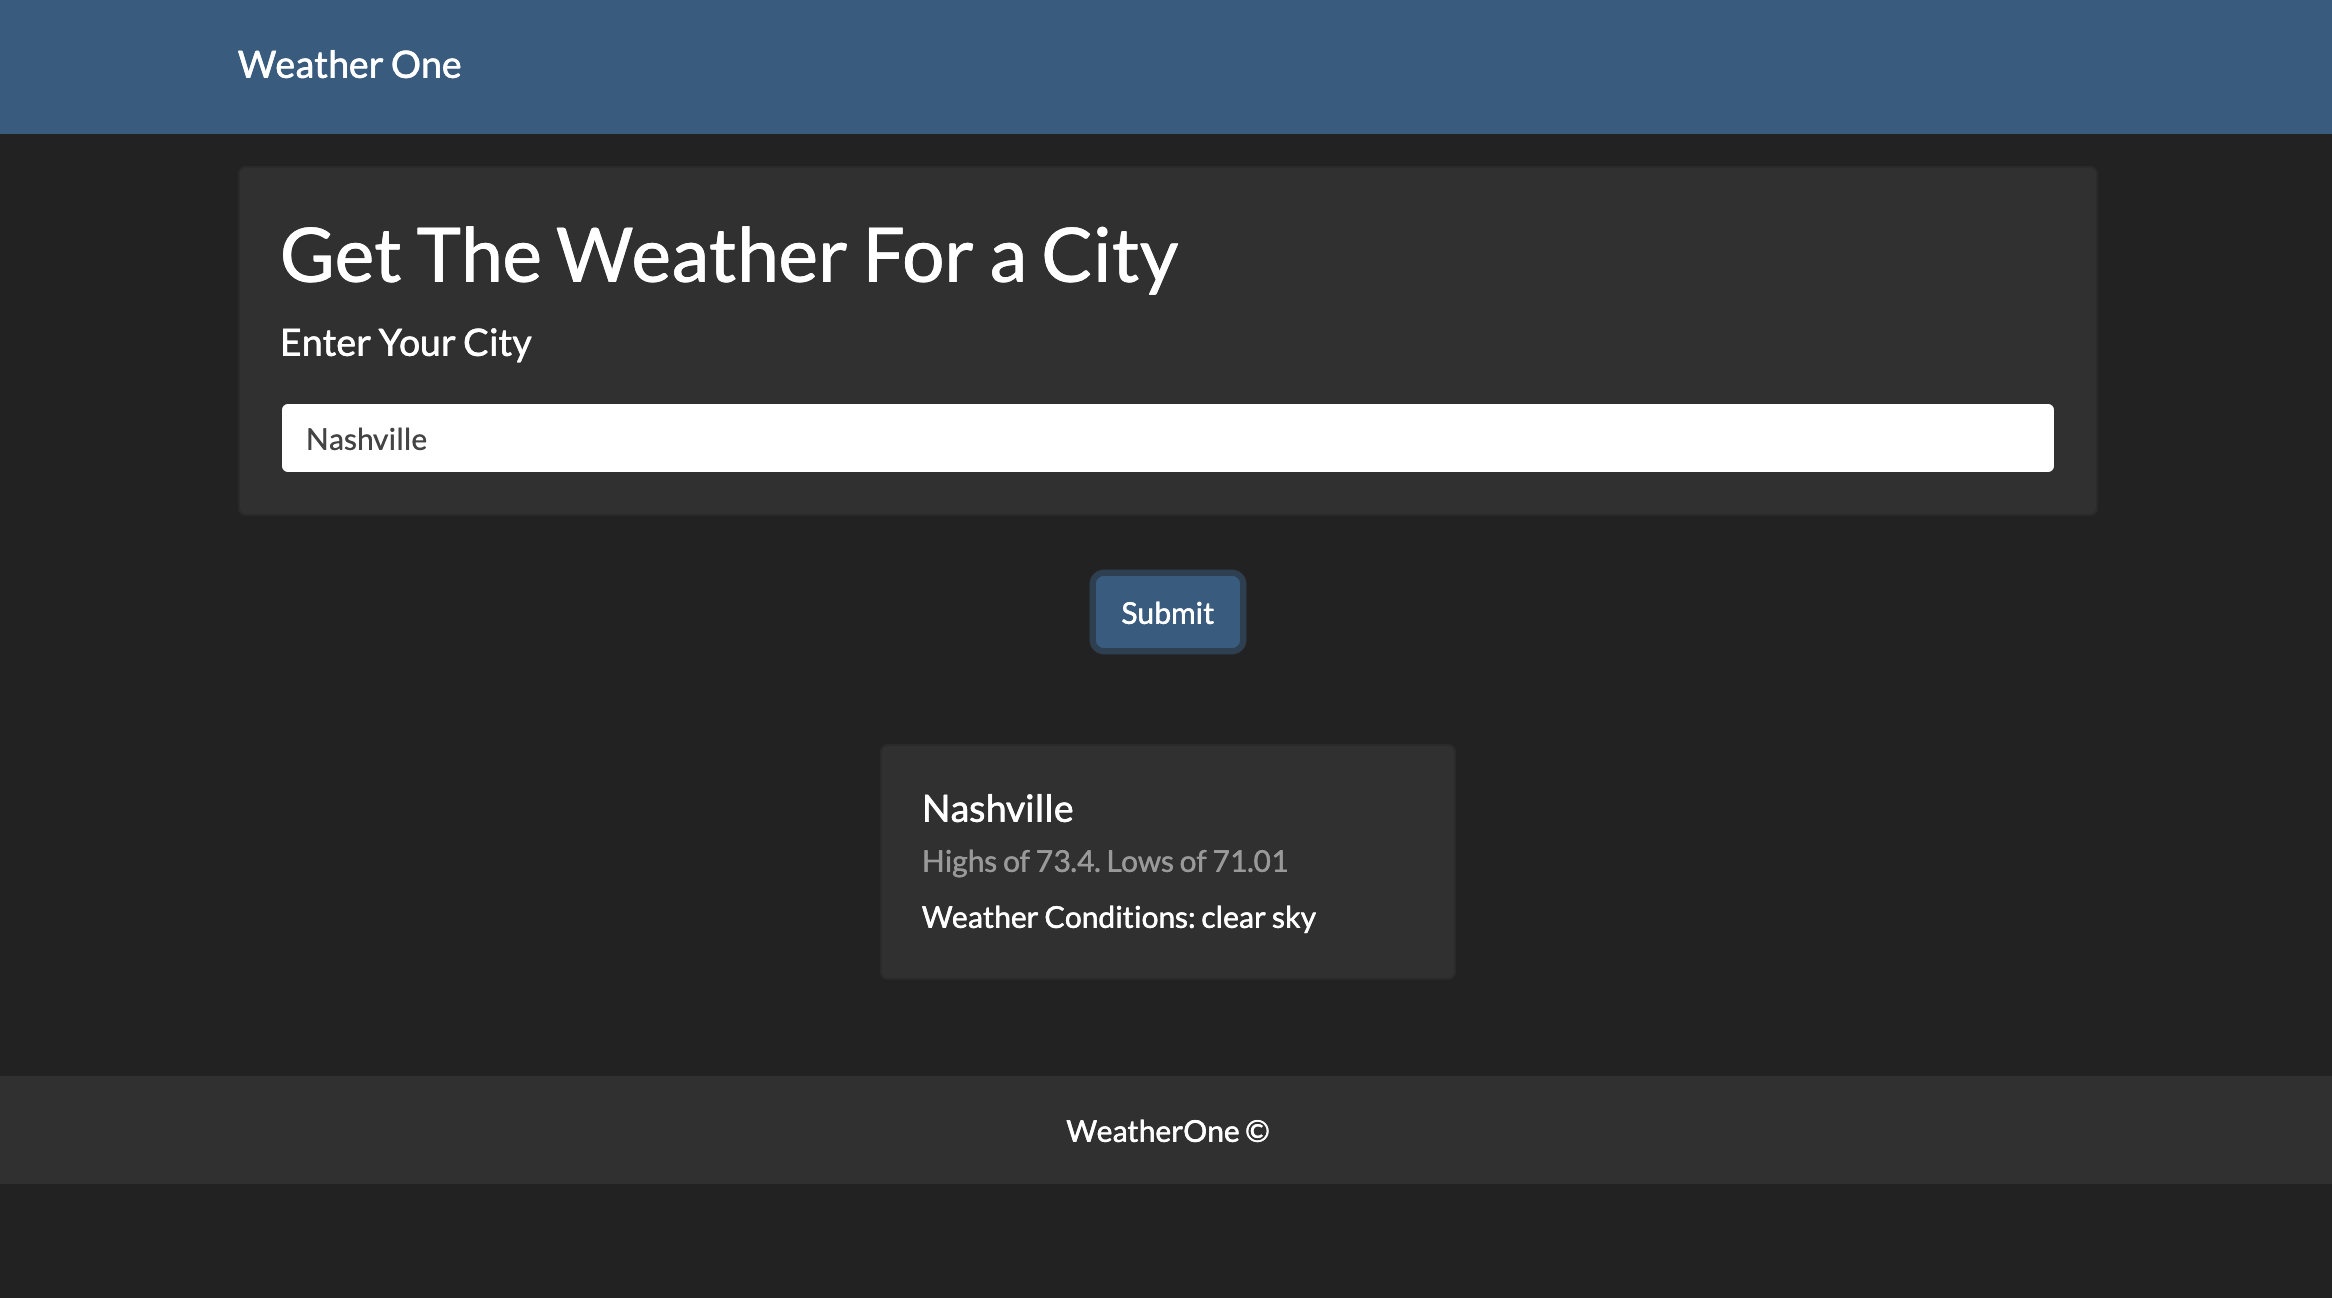 Weather One
Get The Weather For a City
Enter Your City
Nashville
Submit
Nashville
Highs of 73.4. Lows of 71.01
Weather Conditions: clear sky
WeatherOne ©